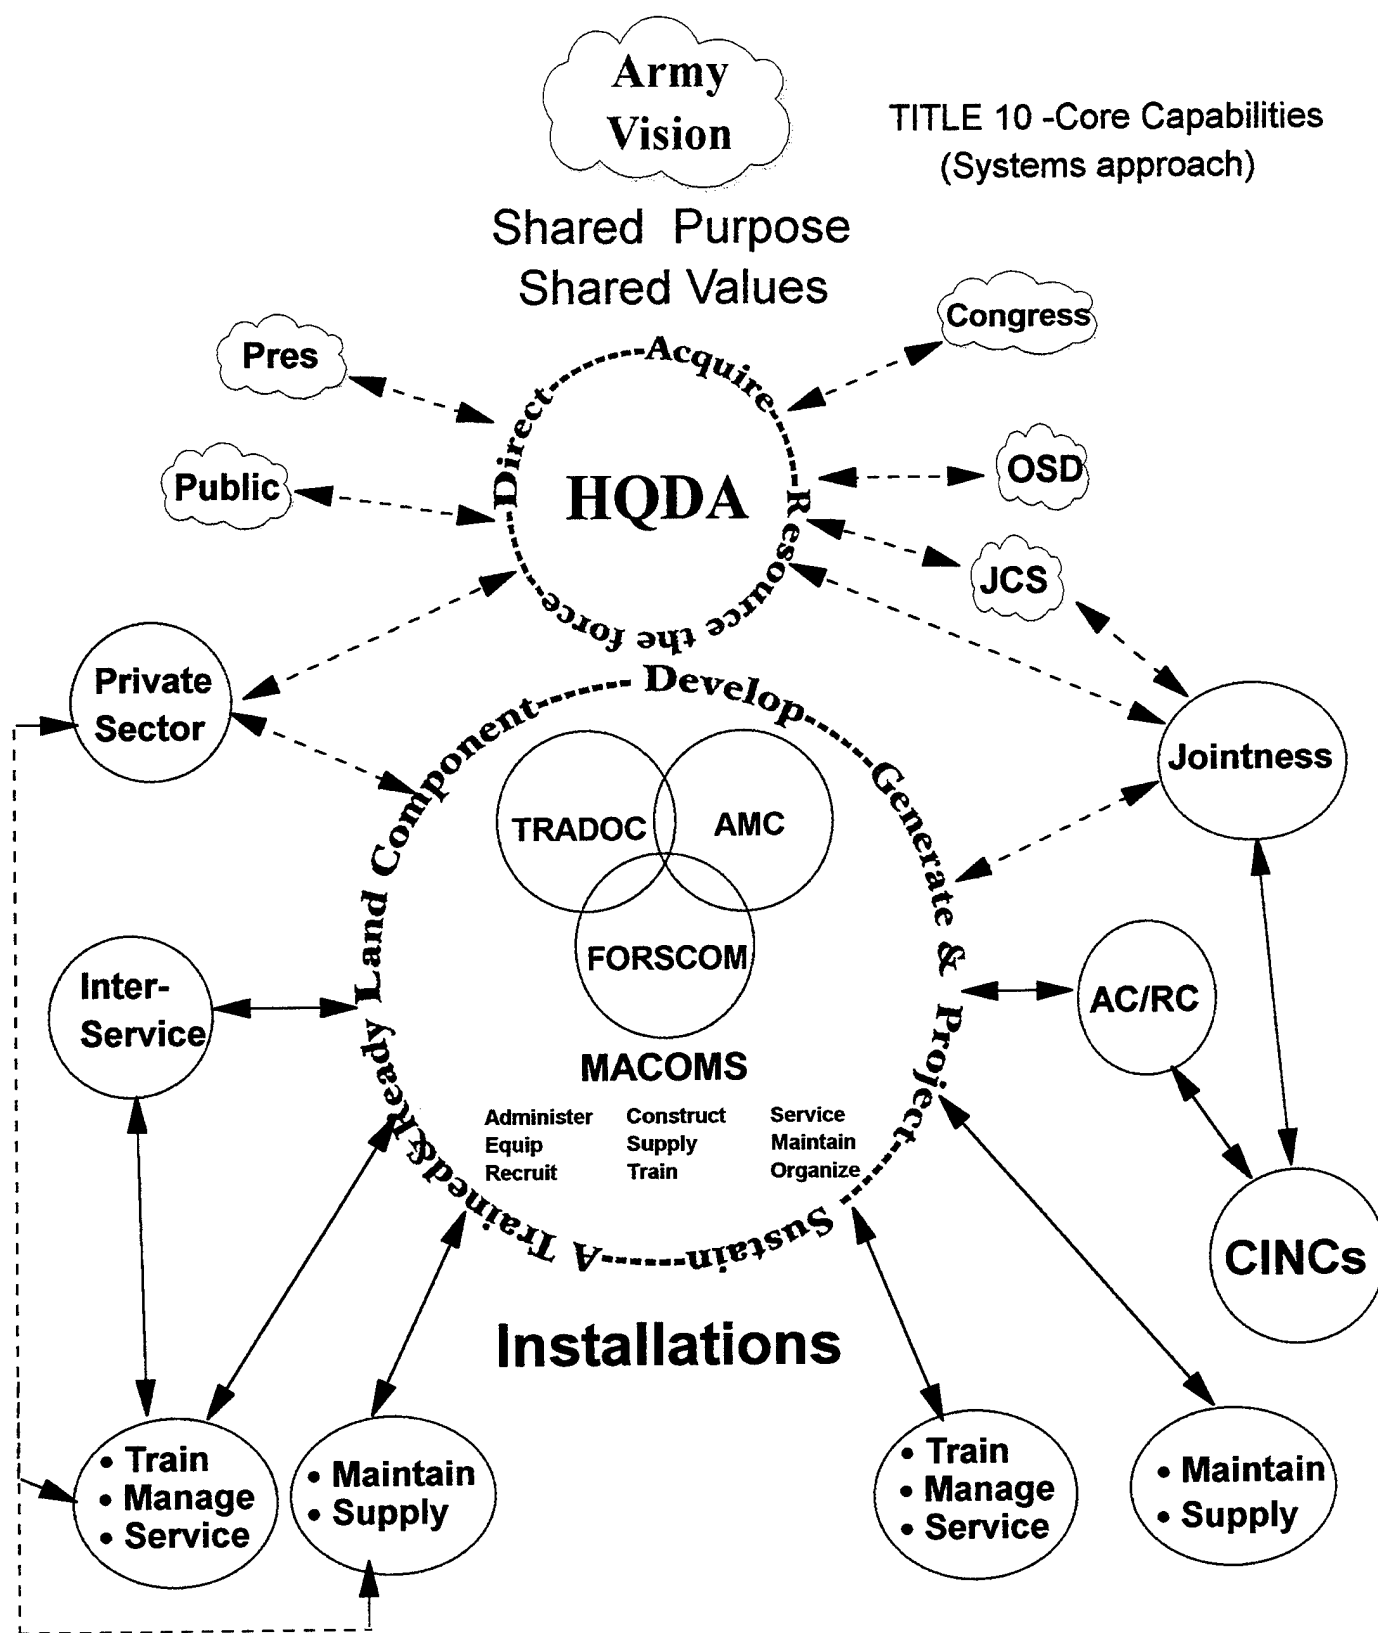 Army
Vision
TITLE 10 -Core Capabilities
(Systems approach)
Shared Purpose
Shared Values
Pres
Congress
Public
OSD
JCS
Direct-------Acquire------Resource the force
HQDA
Private
Sector
Jointness
Develop------Generate & Project------Sustain------A Trained&Ready Land Component
TRADOC
AMC
FORSCOM
Inter-
Service
AC/RC
MACOMS
Administer Construct Service
Equip Supply Maintain
Recruit Train Organize
CINCs
Installations
• Train
• Manage
• Service
• Maintain
• Supply
• Train
• Manage
• Service
• Maintain
• Supply